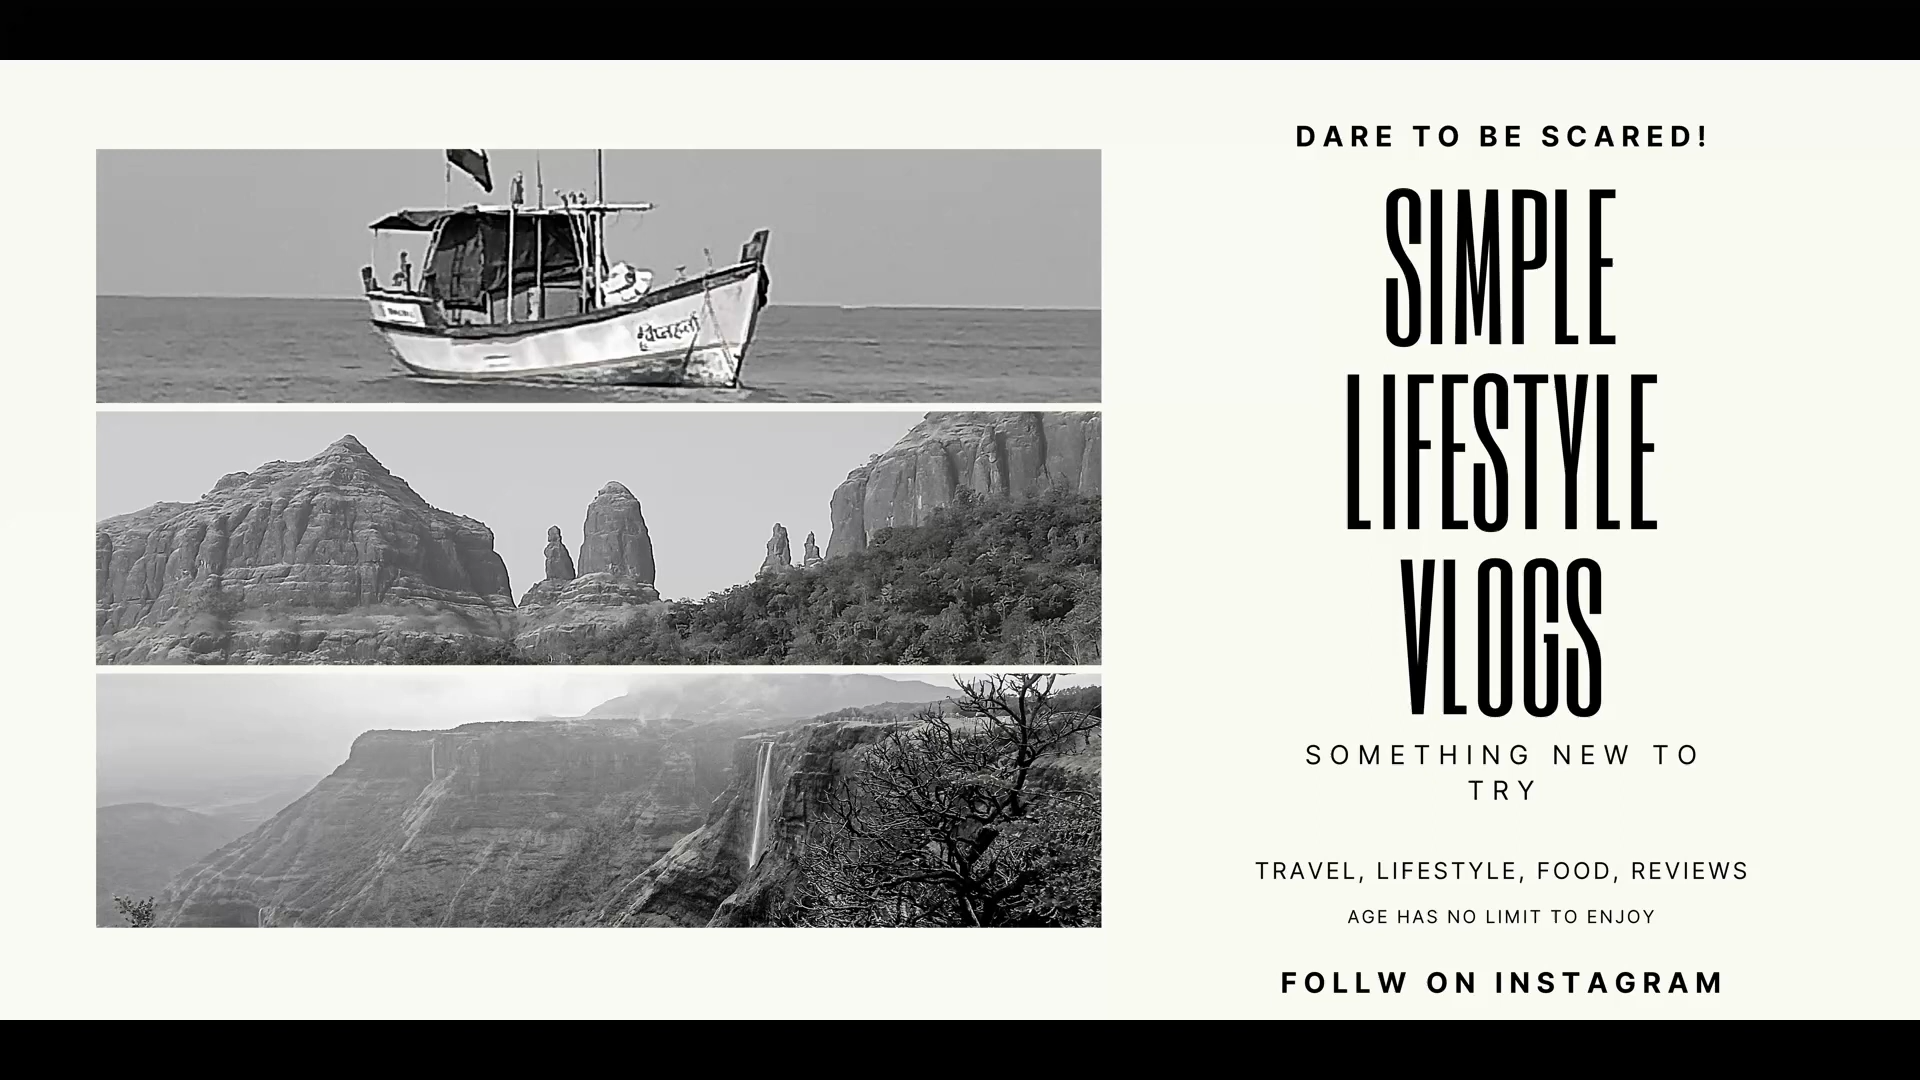 DARE TO BE SCARED!
SIMPLE
LIFESTYLE
VLOGS
SOMETHING NEW TO
TRY
TRAVEL, LIFESTYLE, FOOD, REVIEWS
AGE HAS NO LIMIT TO ENJOY
FOLLW ON INSTAGRAM